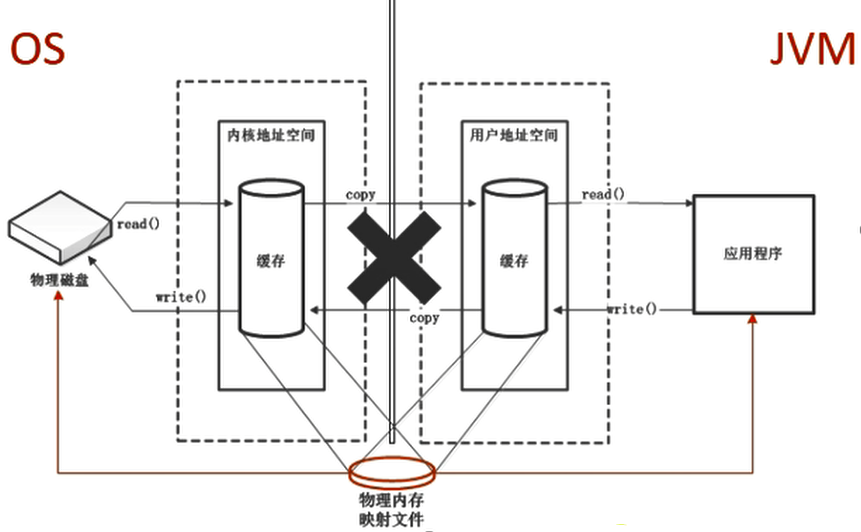 OS
JVM
内核地址空间
用户地址空间
copy
read()
read()
缓存
缓存
应用程序
物理磁盘
write()
copy
write()
物理内存
映射文件